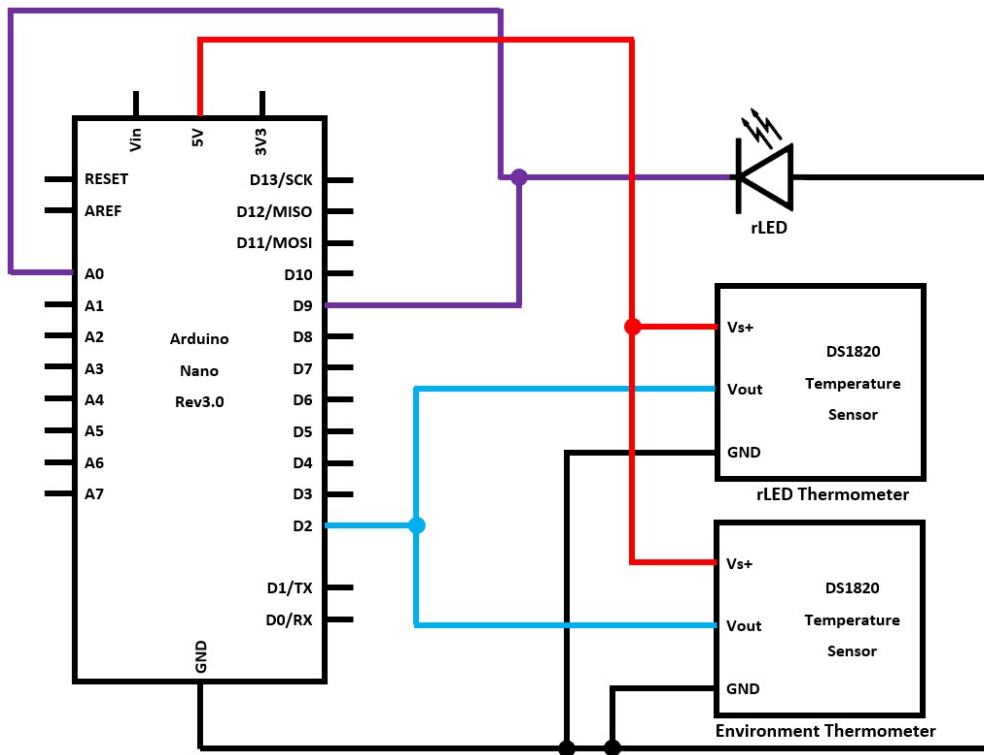 Vin
5V
3V3
RESET
AREF
A0
A1
A2
A3
A4
A5
A6
A7
Arduino
Nano
Rev3.0
D13/SCK
D12/MISO
D11/MOSI
D10
D9
D8
D7
D6
D5
D4
D3
D2
D1/TX
D0/RX
GND
rLED
Vs+
Vout
GND
DS1820
Temperature
Sensor
rLED Thermometer
Vs+
Vout
GND
DS1820
Temperature
Sensor
Environment Thermometer